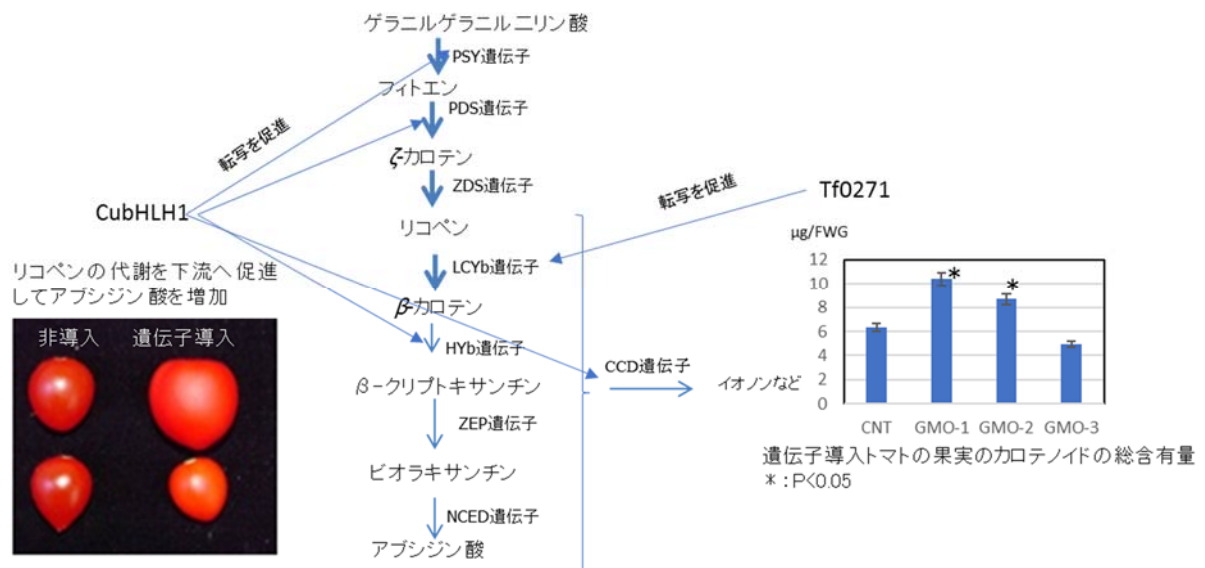 ゲラニルゲラニルニリン酸
PSY遺伝子
フィトエン
PDS遺伝子
転写を促進
ζ-カロテン
ZDS遺伝子
転写を促進
Tf0271
CubHLH1
リコペン
μg/FWG
LCYb遺伝子
リコペンの代謝を下流へ促進
してアブシジン酸を増加
β-カロテン
HYb遺伝子
非導入
遺伝子導入
CCD遺伝子
イオノンなど
β-クリプトキサンチン
ZEP遺伝子
ビオラキサンチン
NCED遺伝子
アブシジン酸
12
10
8
6
4
2
0
*
*
CNT GMO-1 GMO-2 GMO-3
遺伝子導入トマトの果実のカロテノイドの総含有量
*:P<0.05